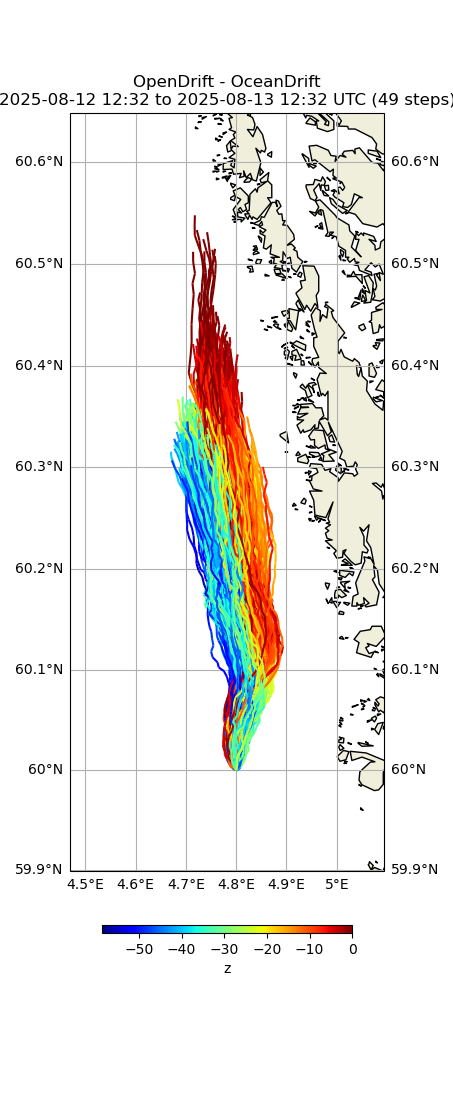 OpenDrift - OceanDrift
2025-08-12 12:32 to 2025-08-13 12:32 UTC (49 steps)
60.6°N 60.6°N
60.5°N 60.5°N
60.4°N 60.4°N
60.3°N 60.3°N
60.2°N 60.2°N
60.1°N 60.1°N
60°N 60°N
59.9°N 59.9°N
4.5°E 4.6°E 4.7°E 4.8°E 4.9°E 5°E
−50 −40 −30 −20 −10 0
z